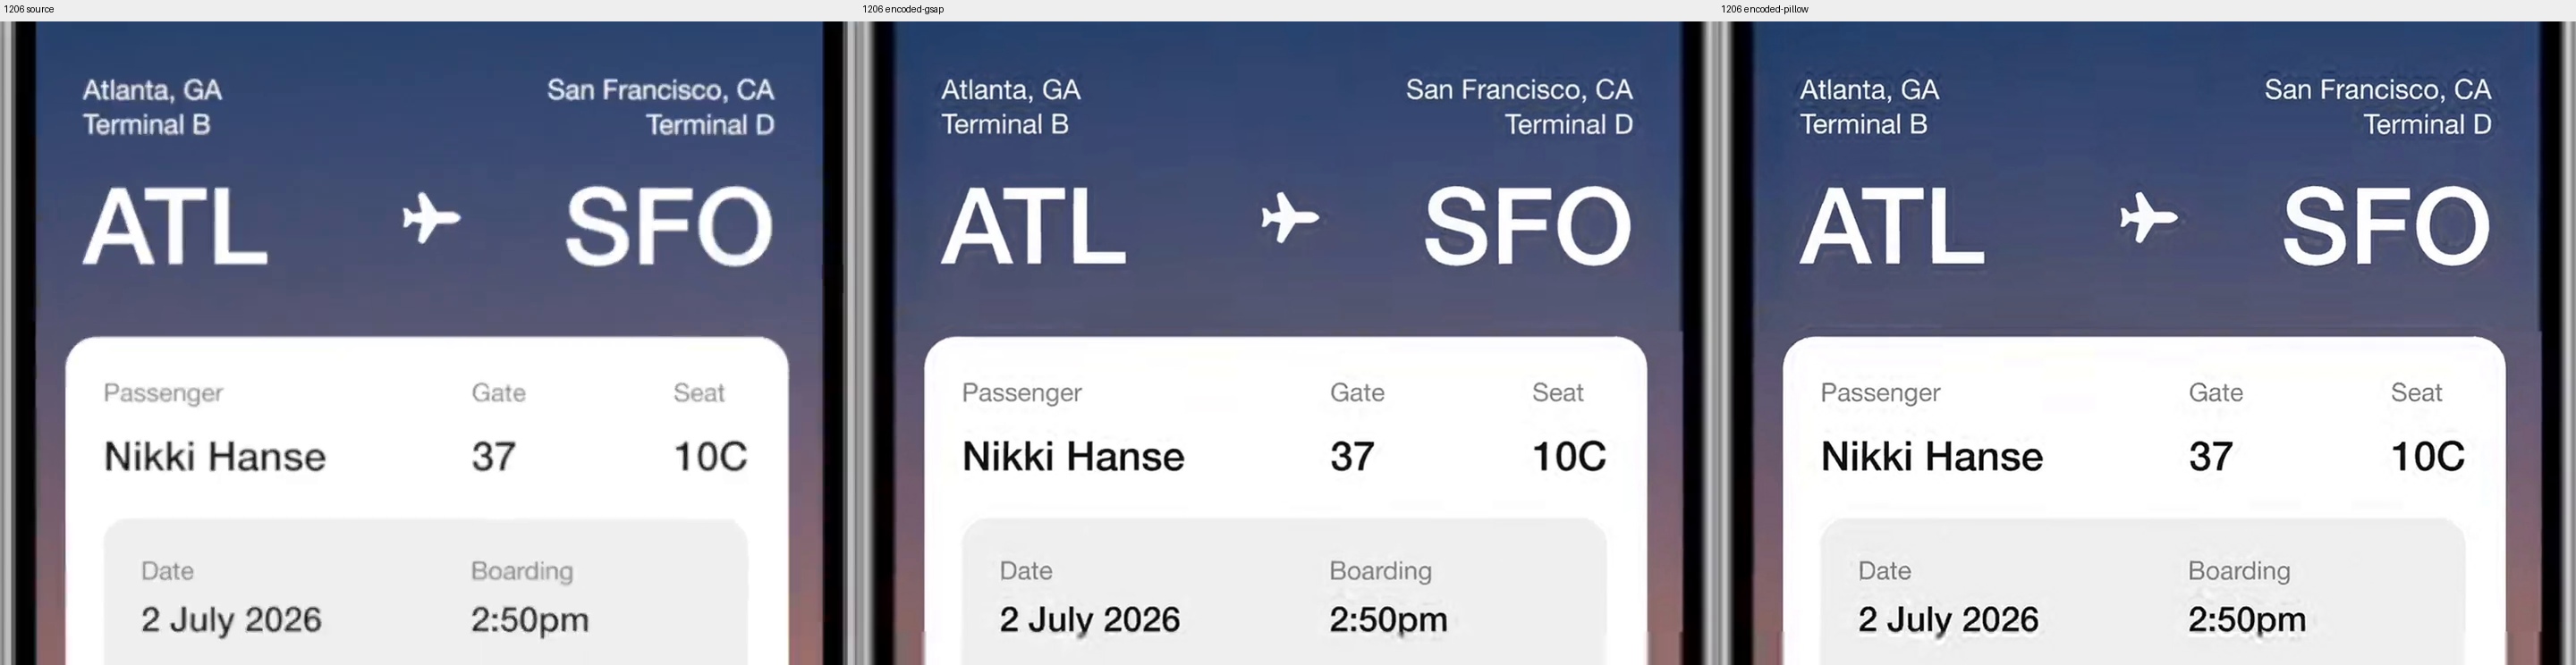 1206 source
Atlanta, GA San Francisco, CA
Terminal B Terminal D
ATL SFO
Passenger Gate Seat
Nikki Hanse 37 10C
Date Boarding
2 July 2026 2:50pm
1206 encoded-gsap
Atlanta, GA San Francisco, CA
Terminal B Terminal D
ATL SFO
Passenger Gate Seat
Nikki Hanse 37 10C
Date Boarding
2 July 2026 2:50pm
1206 encoded-pillow
Atlanta, GA San Francisco, CA
Terminal B Terminal D
ATL SFO
Passenger Gate Seat
Nikki Hanse 37 10C
Date Boarding
2 July 2026 2:50pm